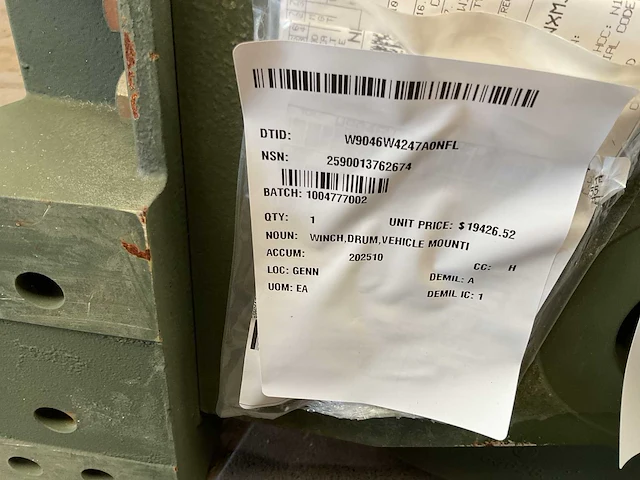 DTID: W9046W4247A0NFL
NSN: 2590013762674
BATCH: 1004777002
QTY: 1 UNIT PRICE: $19426.52
NOUN: WINCH,DRUM,VEHICLE MOUNTI
ACCUM: 202510 CC: H
LOC: GENN DEMIL: A
UOM: EA DEMIL IC: 1